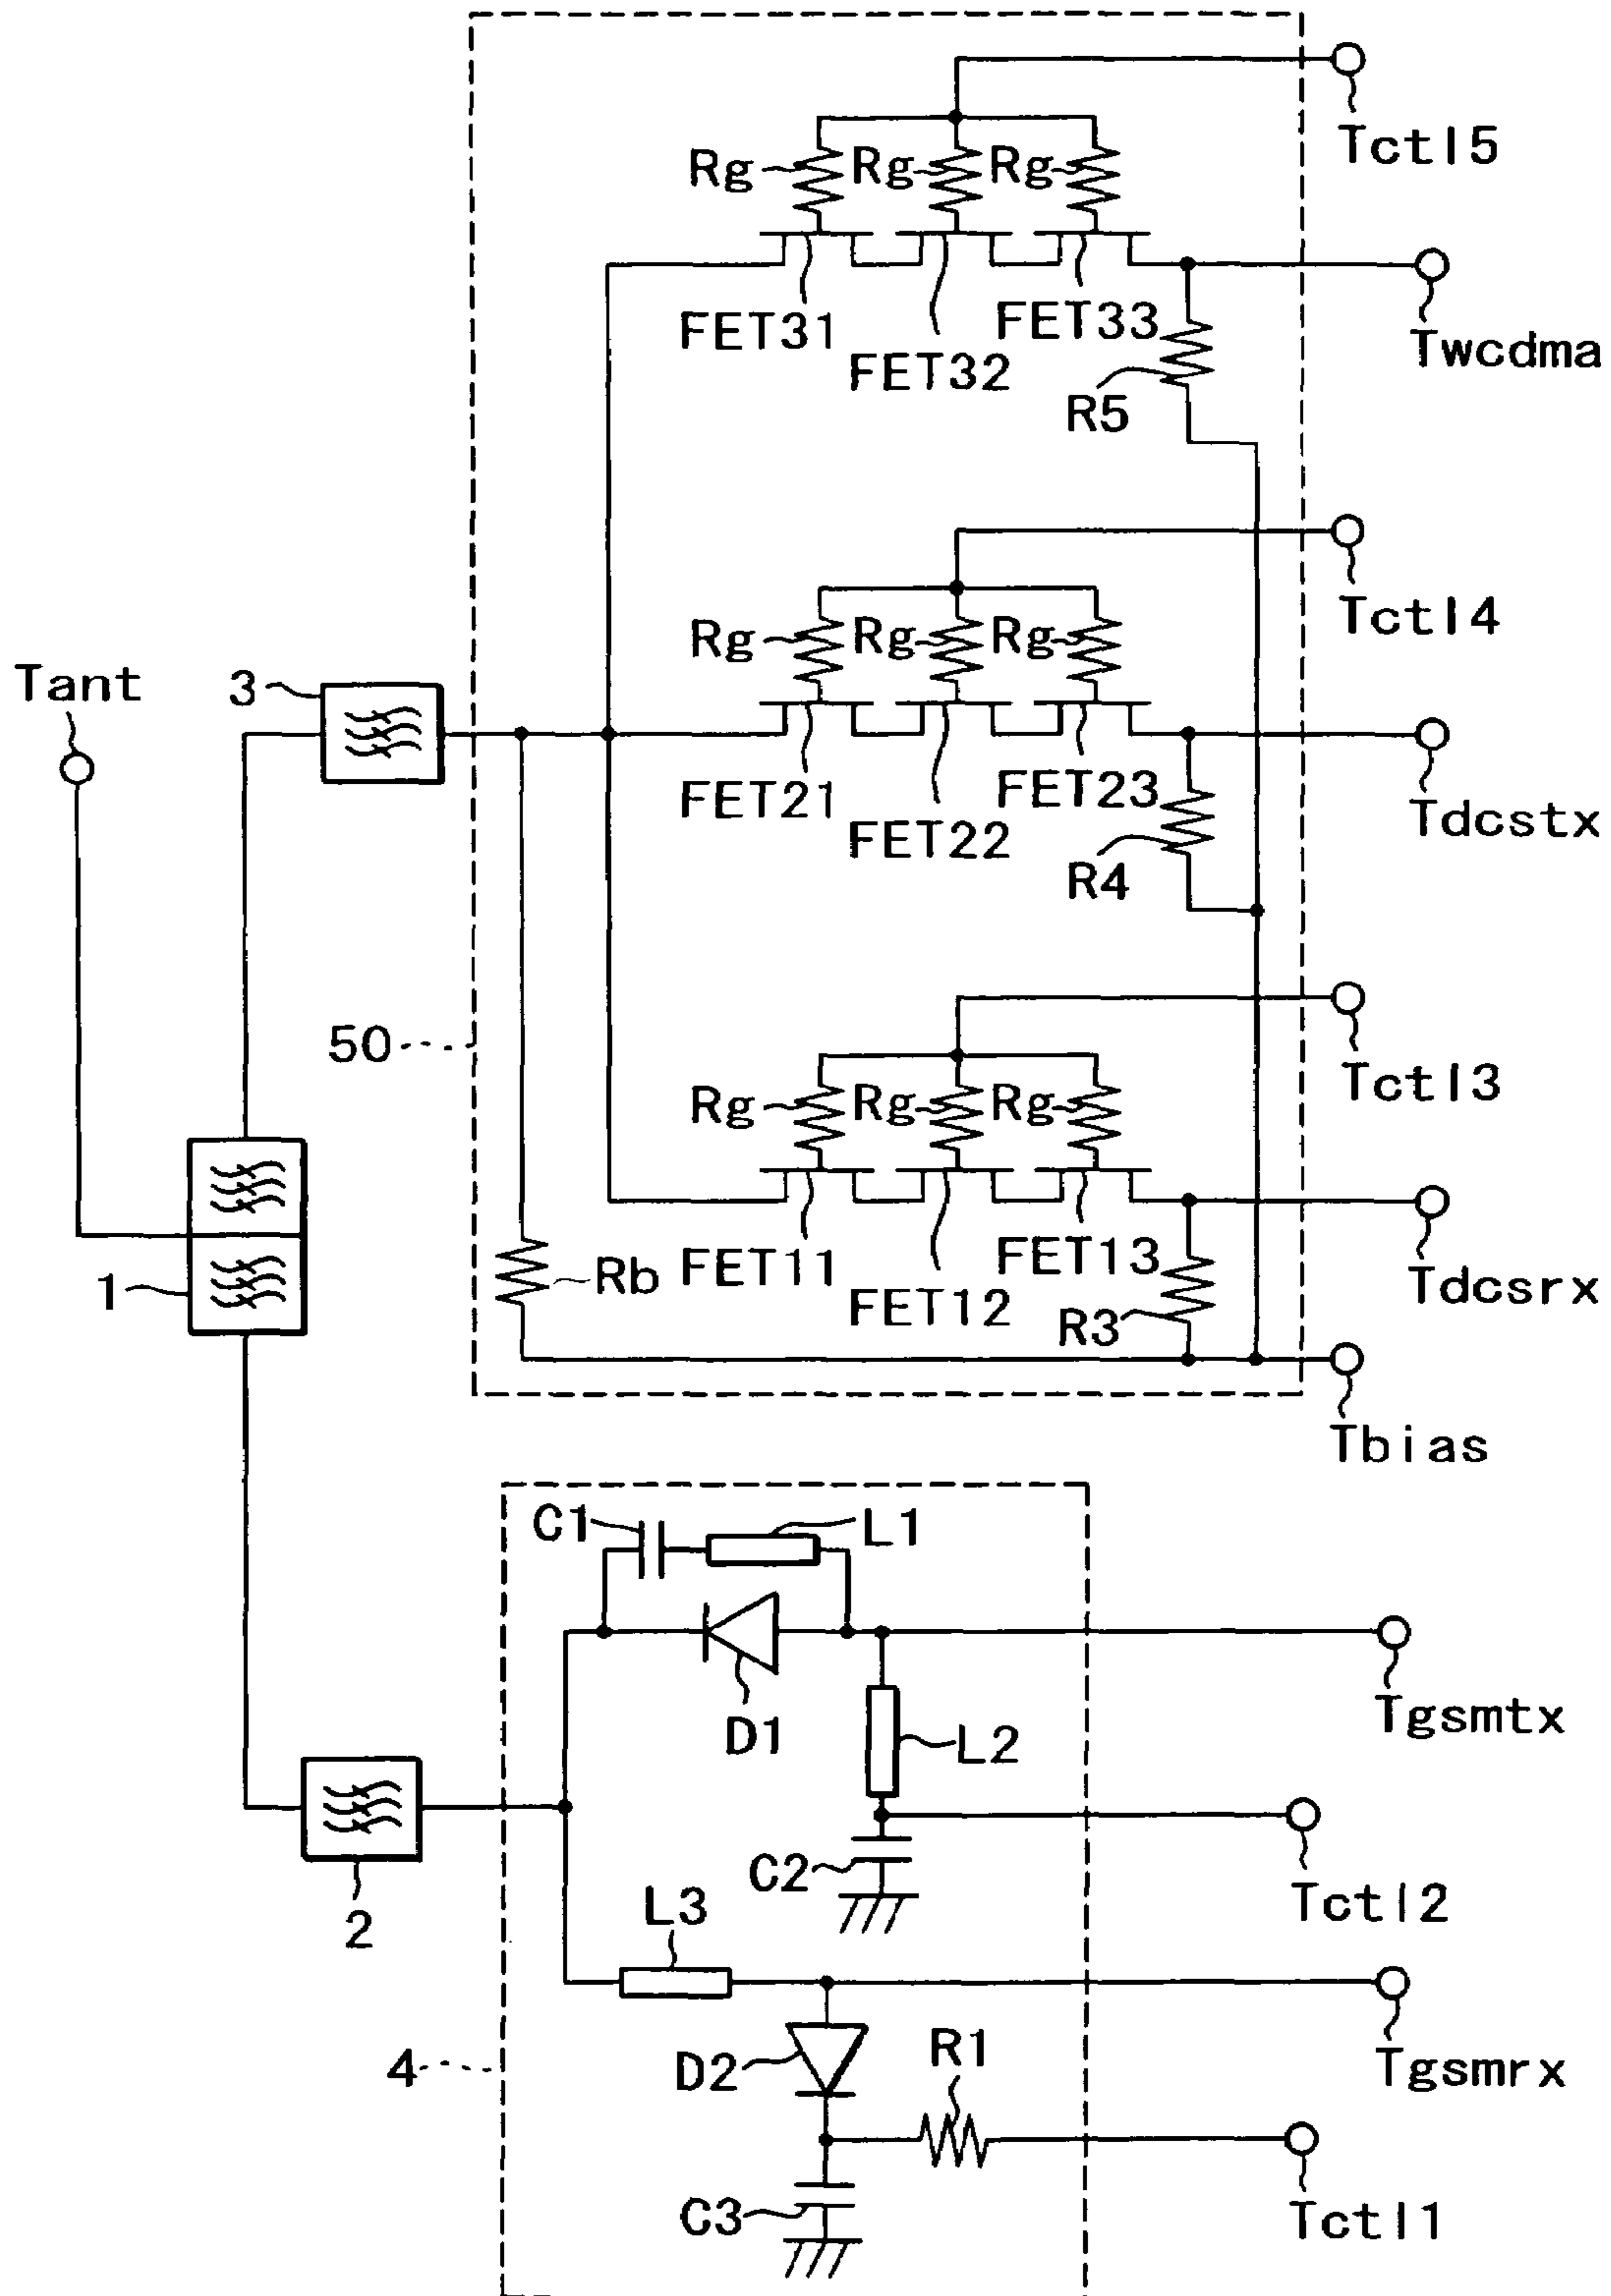 Tctl5
Rg Rg Rg
FET31 FET32 FET33
Twcdma
R5
Tctl4
Rg Rg Rg
Tant
3
FET21 FET22 FET23
Tdcstx
R4
50
Tctl3
Rg Rg Rg
1
Rb
FET11 FET12 FET13
R3
Tdcsrx
Tbias
C1
L1
D1
L2
Tgsmtx
C2
2
L3
Tctl2
4
D2
R1
Tgsmrx
C3
Tctl1